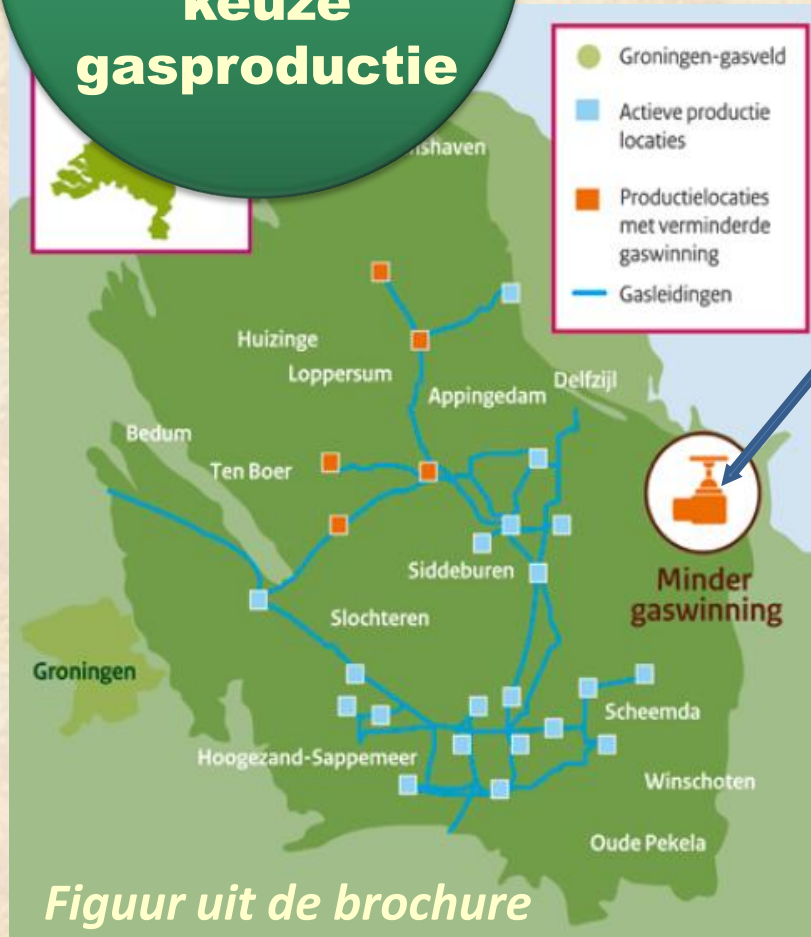 keuze
gasproductie
Groningen-gasveld
Actieve productie
locaties
Productielocaties
met verminderde
gaswinning
Gasleidingen
Huizinge
Loppersum
Delfzijl
Appingedam
Bedum
Ten Boer
Siddeburen
Minder
gaswinning
Slochteren
Groningen
Scheemda
Hoogezand-Sappemeer
Winschoten
Oude Pekela
Figuur uit de brochure